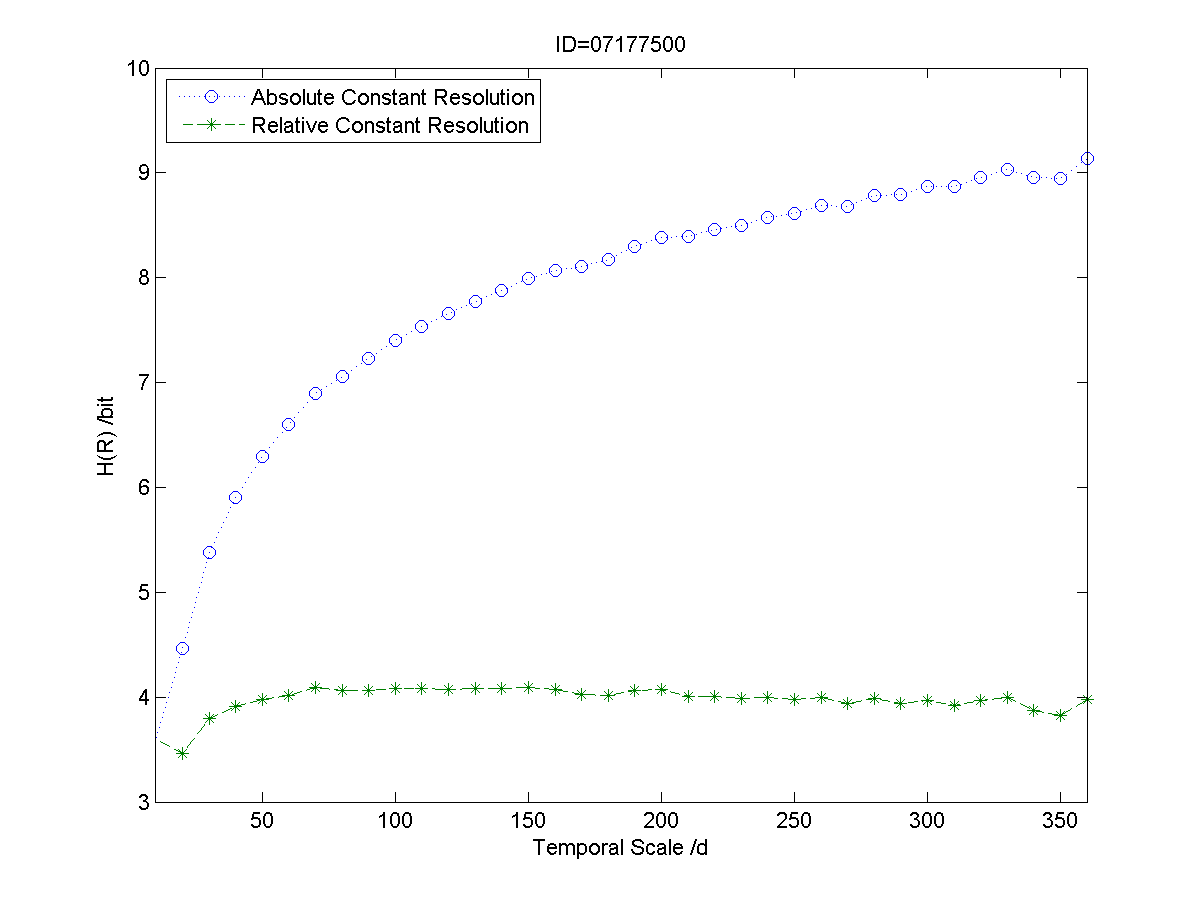 ID=07177500
10
Absolute Constant Resolution
Relative Constant Resolution
9
8
7
6
5
4
3
H(R) /bit
50 100 150 200 250 300 350
Temporal Scale /d